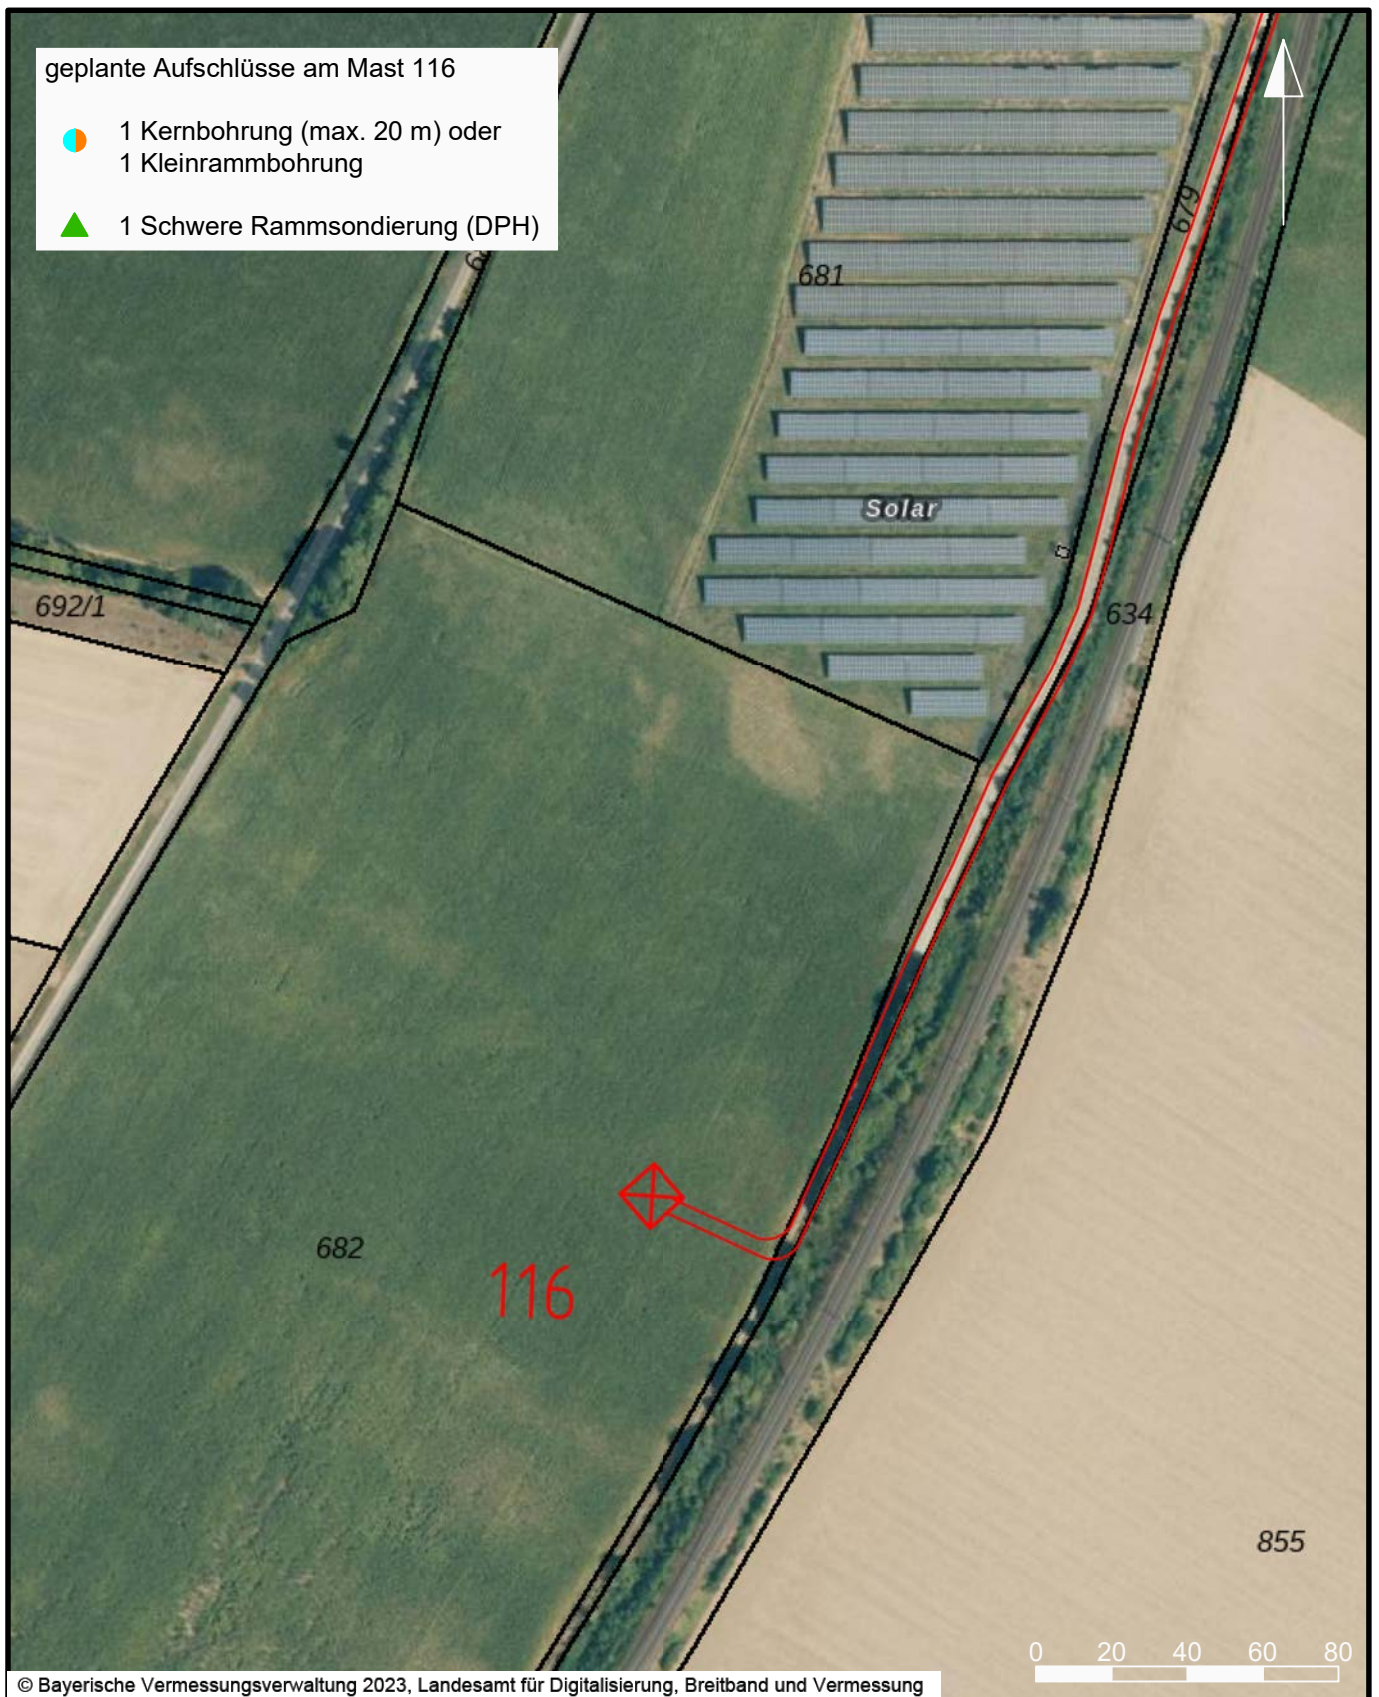 geplante Aufschlüsse am Mast 116
1 Kernbohrung (max. 20 m) oder
1 Kleinrammbohrung
1 Schwere Rammsondierung (DPH)
679
681
Solar
692/1
634
682
116
855
0 20 40 60 80
© Bayerische Vermessungsverwaltung 2023, Landesamt für Digitalisierung, Breitband und Vermessung